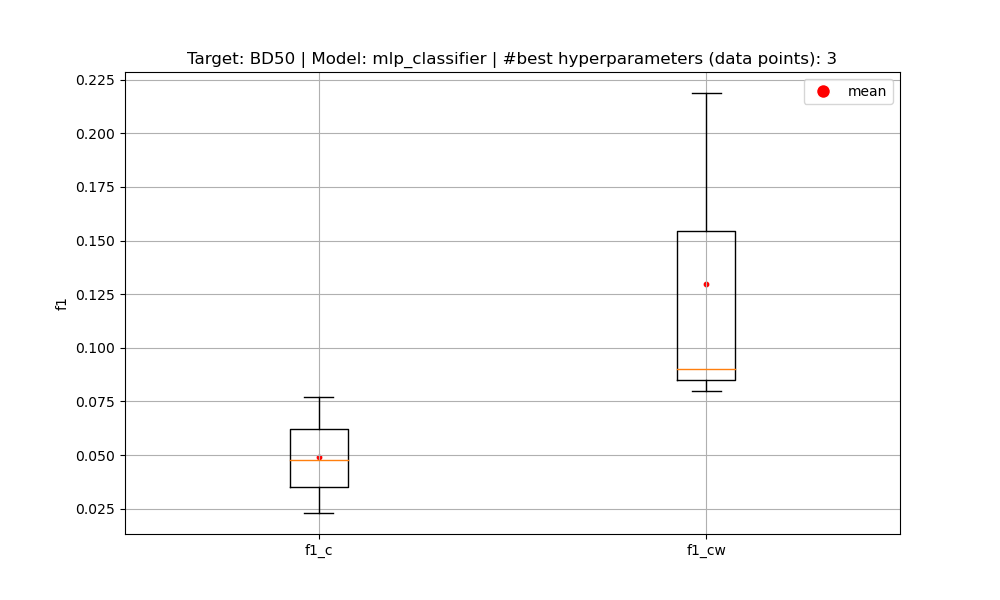 Target: BD50 | Model: mlp_classifier | #best hyperparameters (data points): 3
mean
0.225
0.200
0.175
0.150
0.125
0.100
0.075
0.050
0.025
f1
f1_c
f1_cw